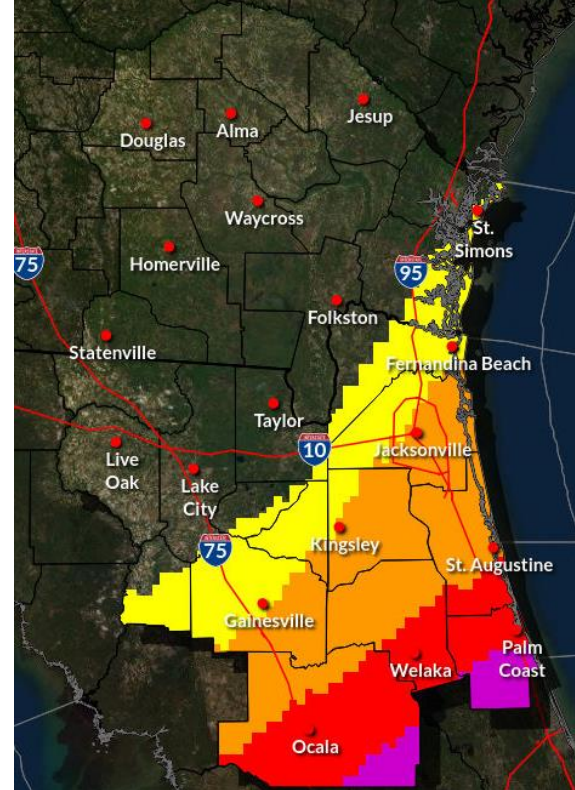 Jesup
Alma
Douglas
Waycross
St.
Simons
Homerville
75
95
Folkston
Statenville
Fernandina Beach
Taylor
Jacksonville
10
Live
Oak
Lake
City
Kingsley
75
St. Augustine
Gainesville
Palm
Coast
Welaka
Ocala